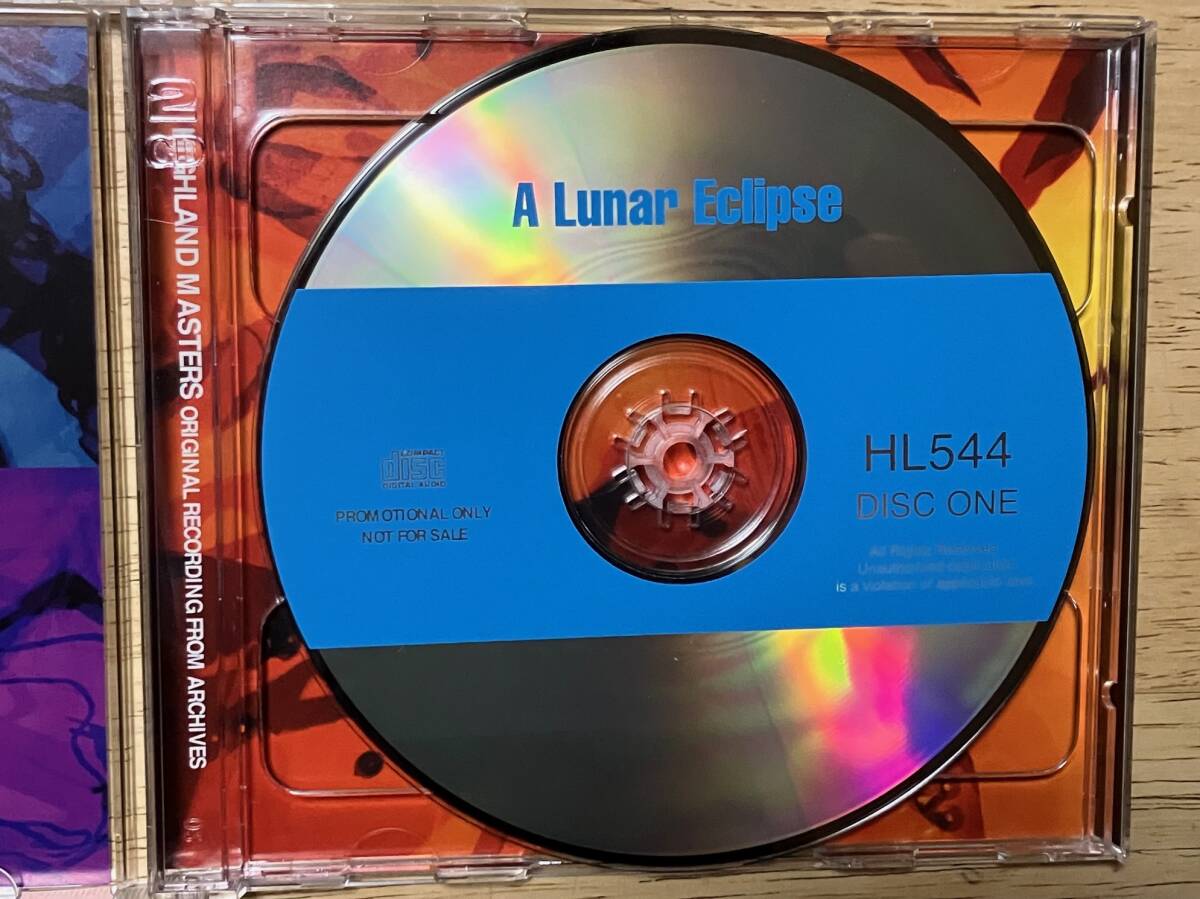 HIGHLAND MASTERS ORIGINAL RECORDING FROM ARCHIVES
A Lunar Eclipse
COMPACT
disc
DIGITAL AUDIO
PROMOTIONAL ONLY
NOT FOR SALE
HL544
DISC ONE
All Rights Reserved
Unauthorized
is a violation of applicable laws